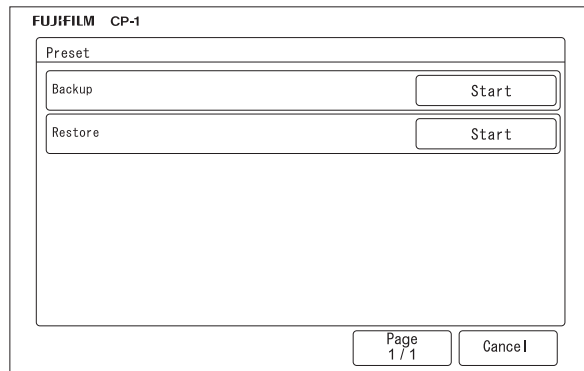 FUJIFILM CP-1
Preset
Backup Start
Restore Start
Page
1 / 1
Cancel